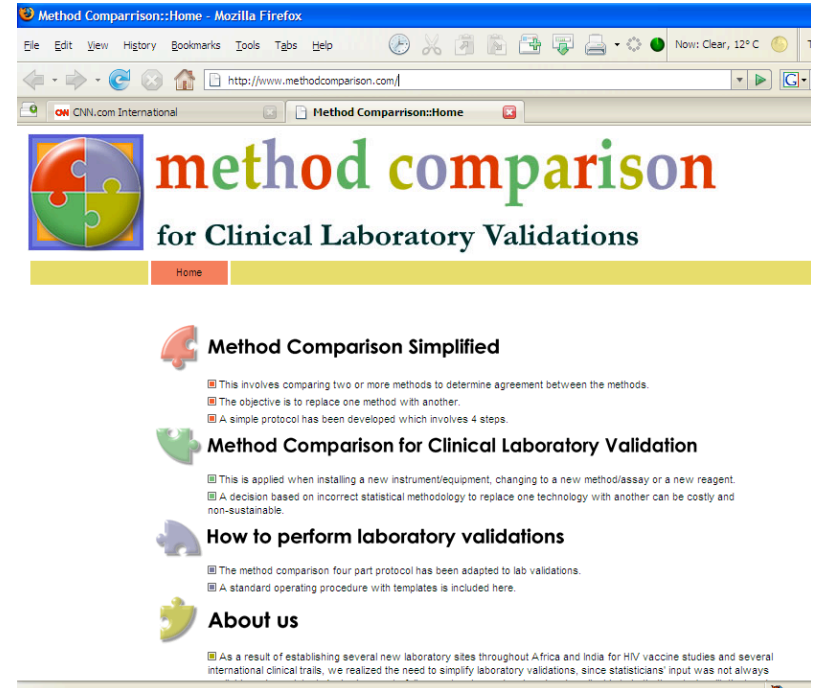 Method Comparrison::Home - Mozilla Firefox
File Edit View History Bookmarks Tools Tabs Help Now: Clear, 12° C
http://www.methodcomparison.com/
CNN CNN.com International Method Comparrison::Home
method comparison
for Clinical Laboratory Validations
Home
Method Comparison Simplified
This involves comparing two or more methods to determine agreement between the methods.
The objective is to replace one method with another.
A simple protocol has been developed which involves 4 steps.
Method Comparison for Clinical Laboratory Validation
This is applied when installing a new instrument/equipment, changing to a new method/assay or a new reagent.
A decision based on incorrect statistical methodology to replace one technology with another can be costly and
non-sustainable.
How to perform laboratory validations
The method comparison four part protocol has been adapted to lab validations.
A standard operating procedure with templates is included here.
About us
As a result of establishing several new laboratory sites throughout Africa and India for HIV vaccine studies and several
international clinical trails, we realized the need to simplify laboratory validations, since statisticians' input was not always